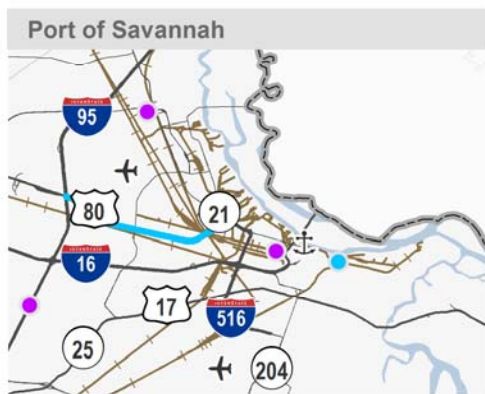 Port of Savannah
INTERSTATE
95
80
21
INTERSTATE
16
17
INTERSTATE
516
25
204